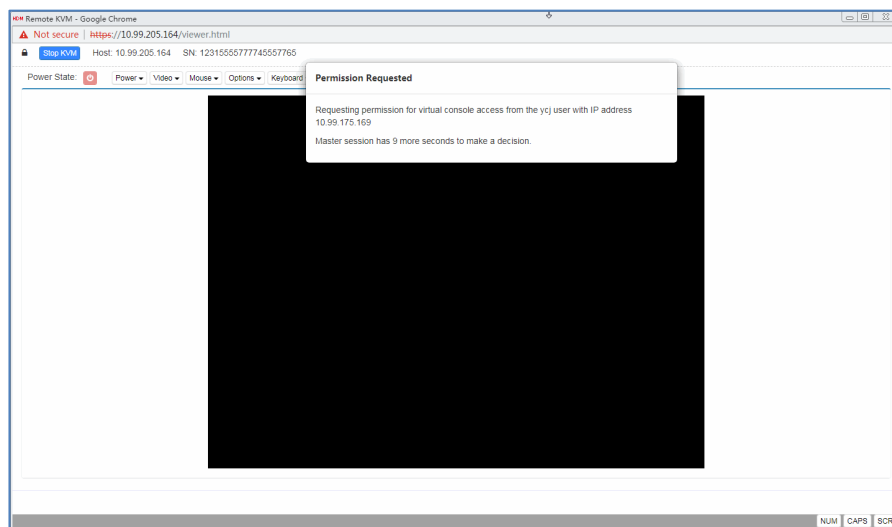 HDM Remote KVM - Google Chrome
Not secure | https://10.99.205.164/viewer.html
Stop KVM Host: 10.99.205.164 SN: 12315555777745557765
Power State: Power Video Mouse Options Keyboard
Permission Requested
Requesting permission for virtual console access from the ycj user with IP address
10.99.175.169
Master session has 9 more seconds to make a decision.
NUM CAPS SCR